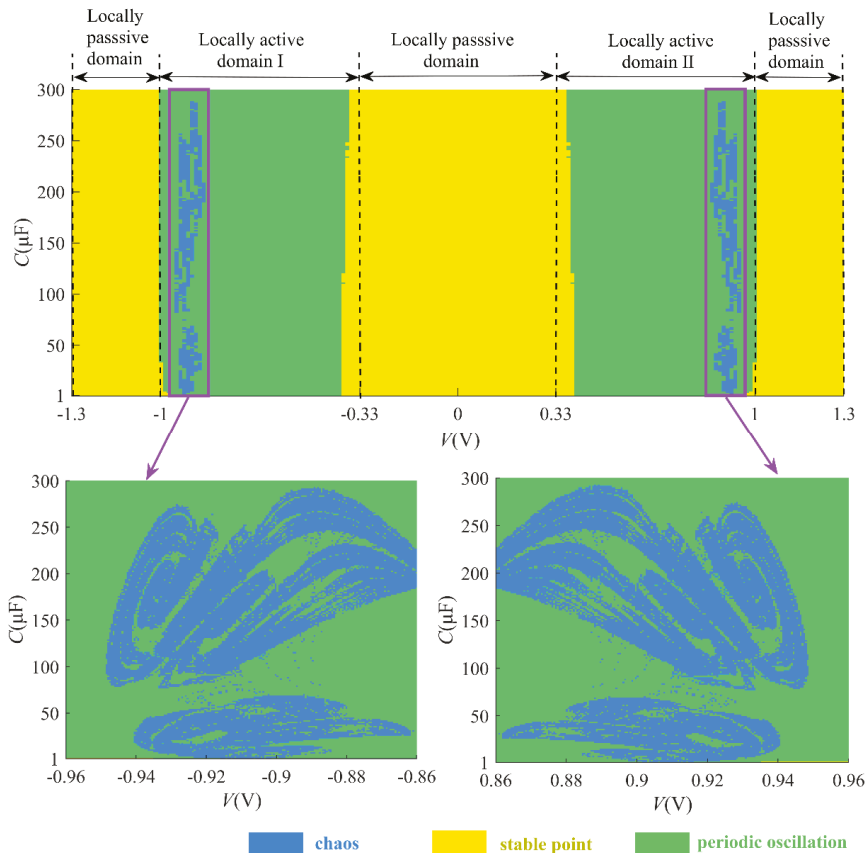 Locally passsive domain
Locally active domain I
Locally passsive domain
Locally active domain II
Locally passsive domain
300
250
200
150
100
50
1
C(μF)
-1.3 -1 -0.33 0 0.33 1 1.3
V(V)
300
250
200
150
100
50
1
C(μF)
-0.96 -0.94 -0.92 -0.9 -0.88 -0.86
V(V)
300
250
200
150
100
50
1
C(μF)
0.86 0.88 0.9 0.92 0.94 0.96
V(V)
chaos stable point periodic oscillation